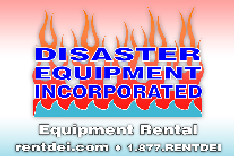 DISASTER
EQUIPMENT
INCORPORATED
Equipment Rental
rentdei.com • 1.877.RENTDEI